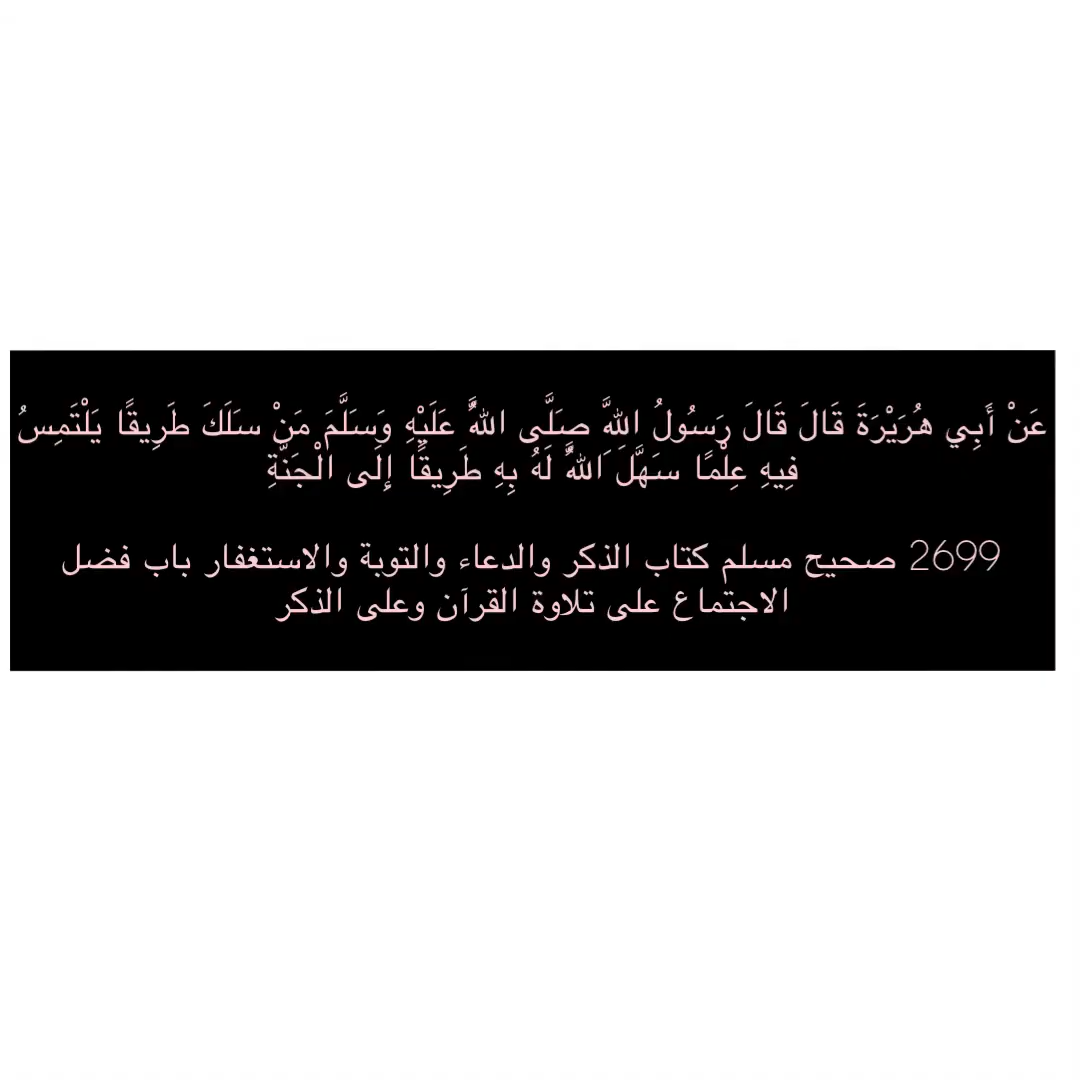 عَنْ أَبِي هُرَيْرَةَ قَالَ قَالَ رَسُولُ اللَّهِ صَلَّى اللَّهُ عَلَيْهِ وَسَلَّمَ مَنْ سَلَكَ طَرِيقًا يَلْتَمِسُ
فِيهِ عِلْمًا سَهَّلَ اللَّهُ لَهُ بِهِ طَرِيقًا إِلَى الْجَنَّةِ
2699 صحيح مسلم كتاب الذكر والدعاء والتوبة والاستغفار باب فضل
الاجتماع على تلاوة القرآن وعلى الذكر